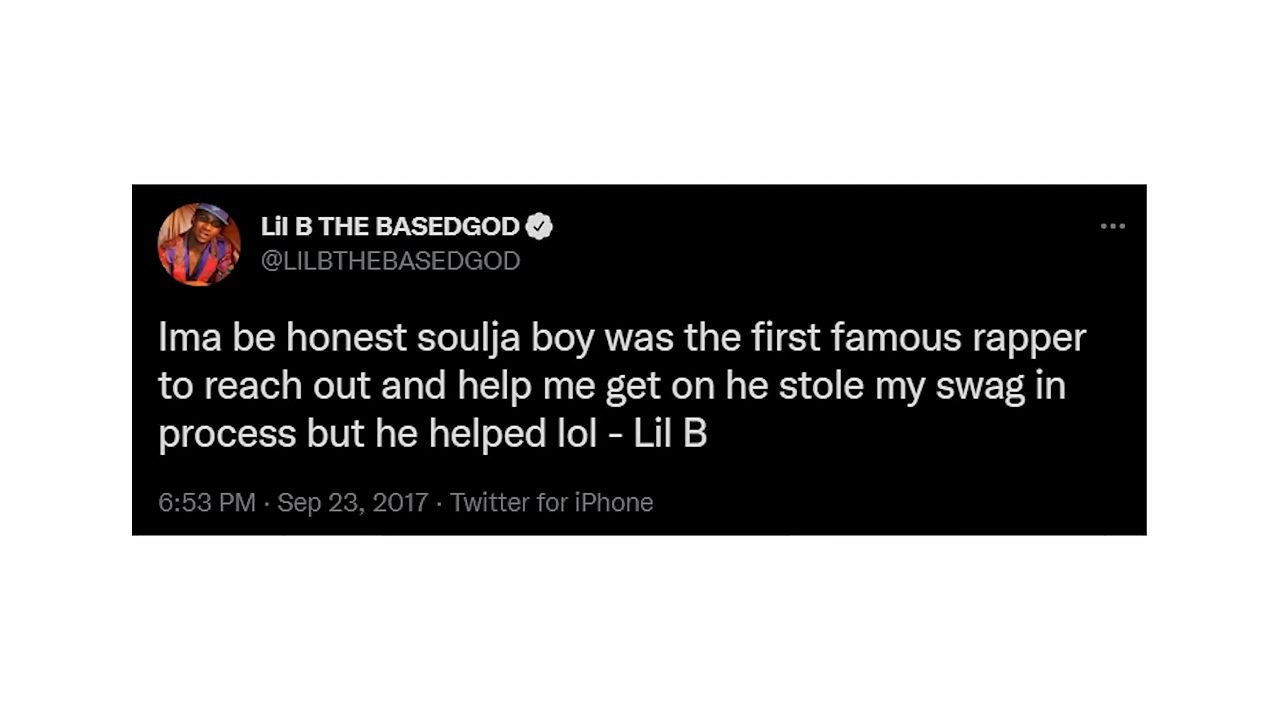 Lil B THE BASEDGOD
@LILBTHEBASEDGOD
Ima be honest soulja boy was the first famous rapper
to reach out and help me get on he stole my swag in
process but he helped lol - Lil B
6:53 PM · Sep 23, 2017 · Twitter for iPhone